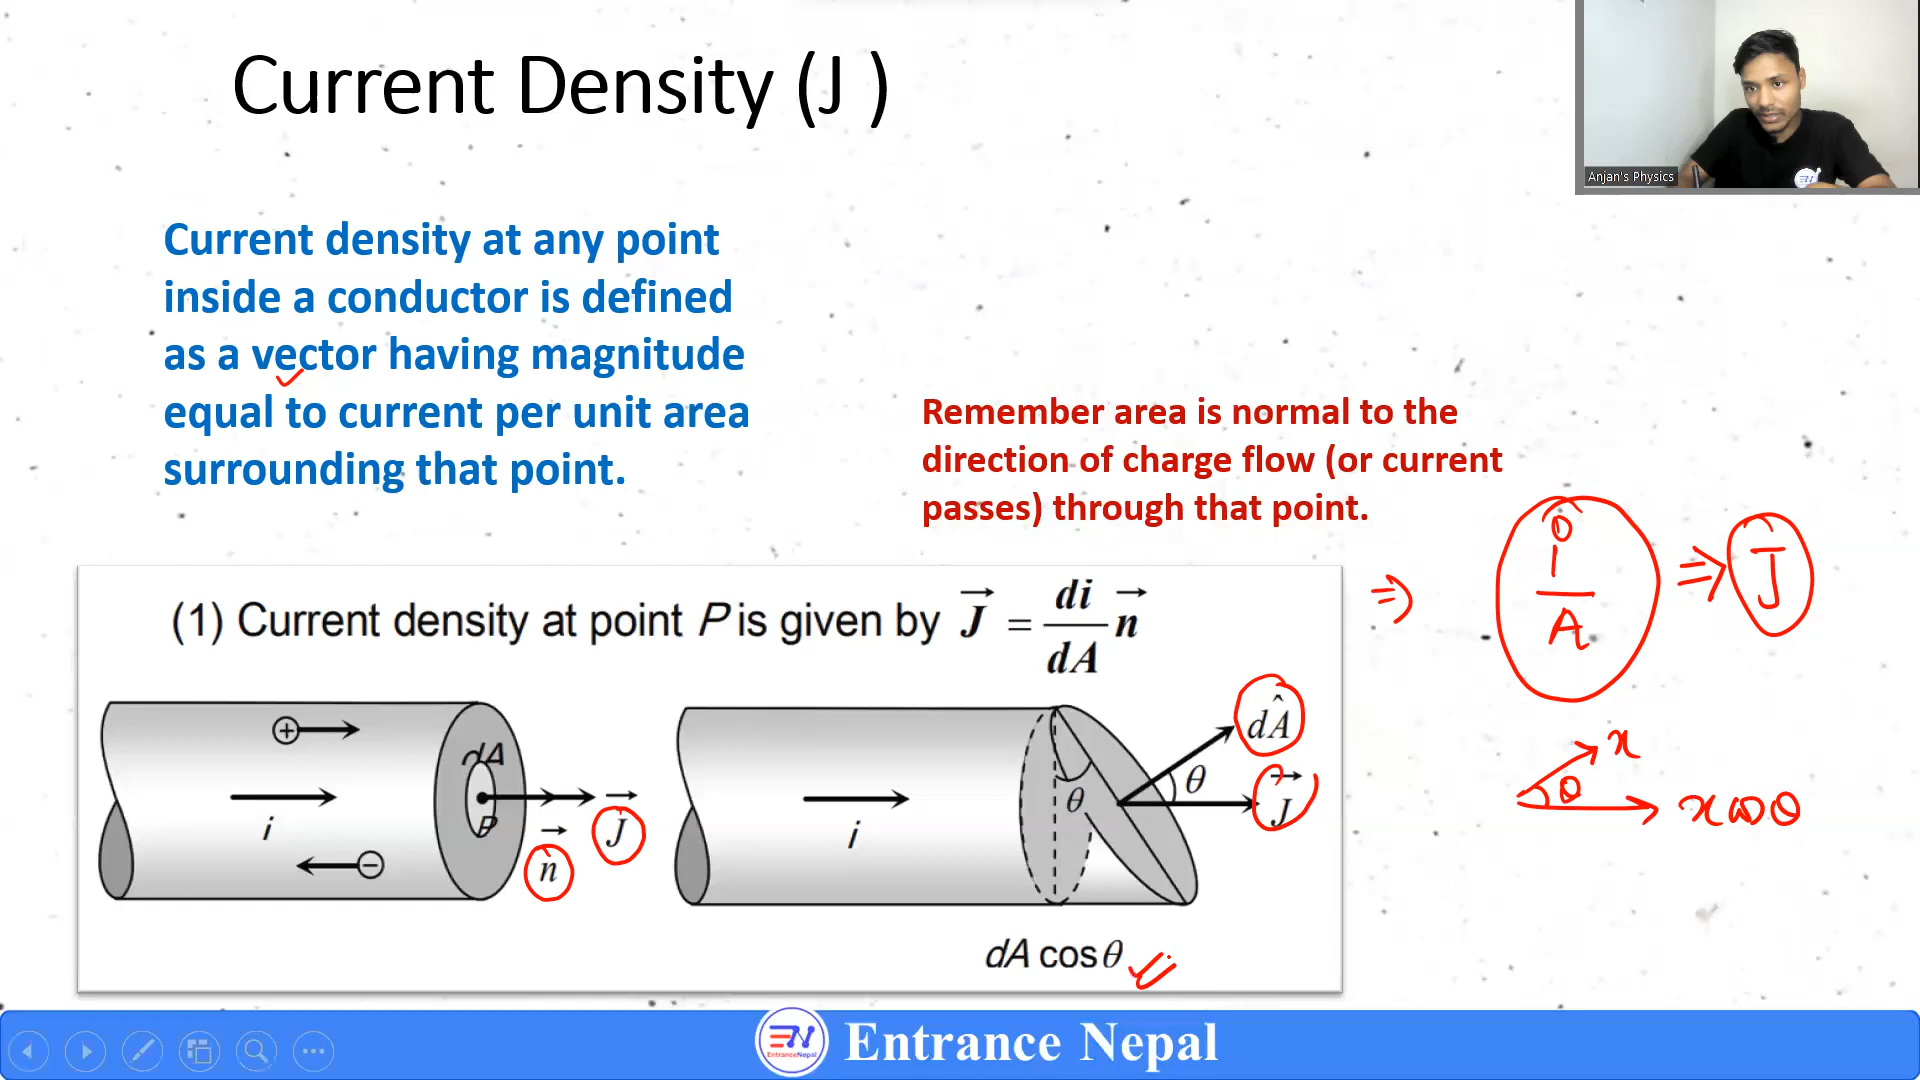 Current Density (J )
Anjan's Physics
Current density at any point
inside a conductor is defined
as a vector having magnitude
equal to current per unit area
surrounding that point.
Remember area is normal to the
direction of charge flow (or current
passes) through that point.
(1) Current density at point P is given by J = di/dA n
⇒ i/A ⇒ J
dA
P
i
n
J
i
θ
θ
dÂ
J
dA cosθ
x
θ
x cosθ
EntranceNepal
Entrance Nepal